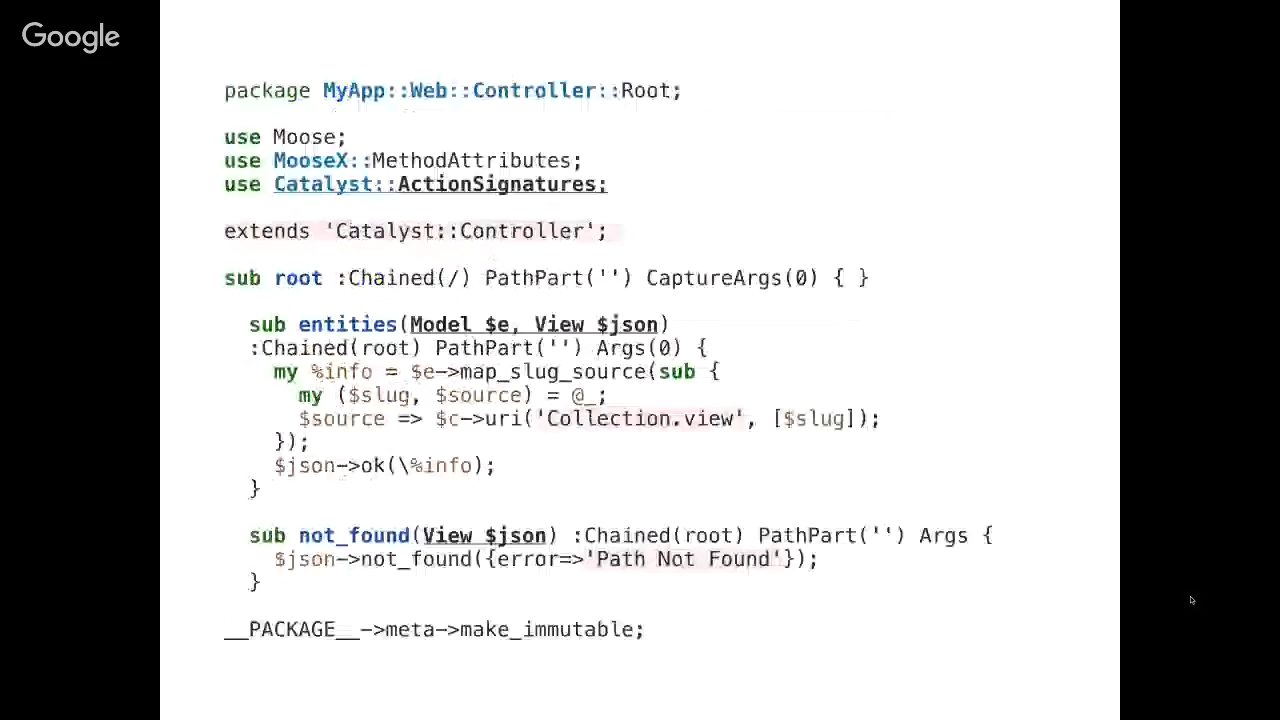 Google
package MyApp::Web::Controller::Root;
use Moose;
use MooseX::MethodAttributes;
use Catalyst::ActionSignatures;
extends 'Catalyst::Controller';
sub root :Chained(/) PathPart('') CaptureArgs(0) { }
sub entities(Model $e, View $json)
:Chained(root) PathPart('') Args(0) {
my %info = $e->map_slug_source(sub {
my ($slug, $source) = @_;
$source => $c->uri('Collection.view', [$slug]);
});
$json->ok(\%info);
}
sub not_found(View $json) :Chained(root) PathPart('') Args {
$json->not_found({error=>'Path Not Found'});
}
__PACKAGE__->meta->make_immutable;